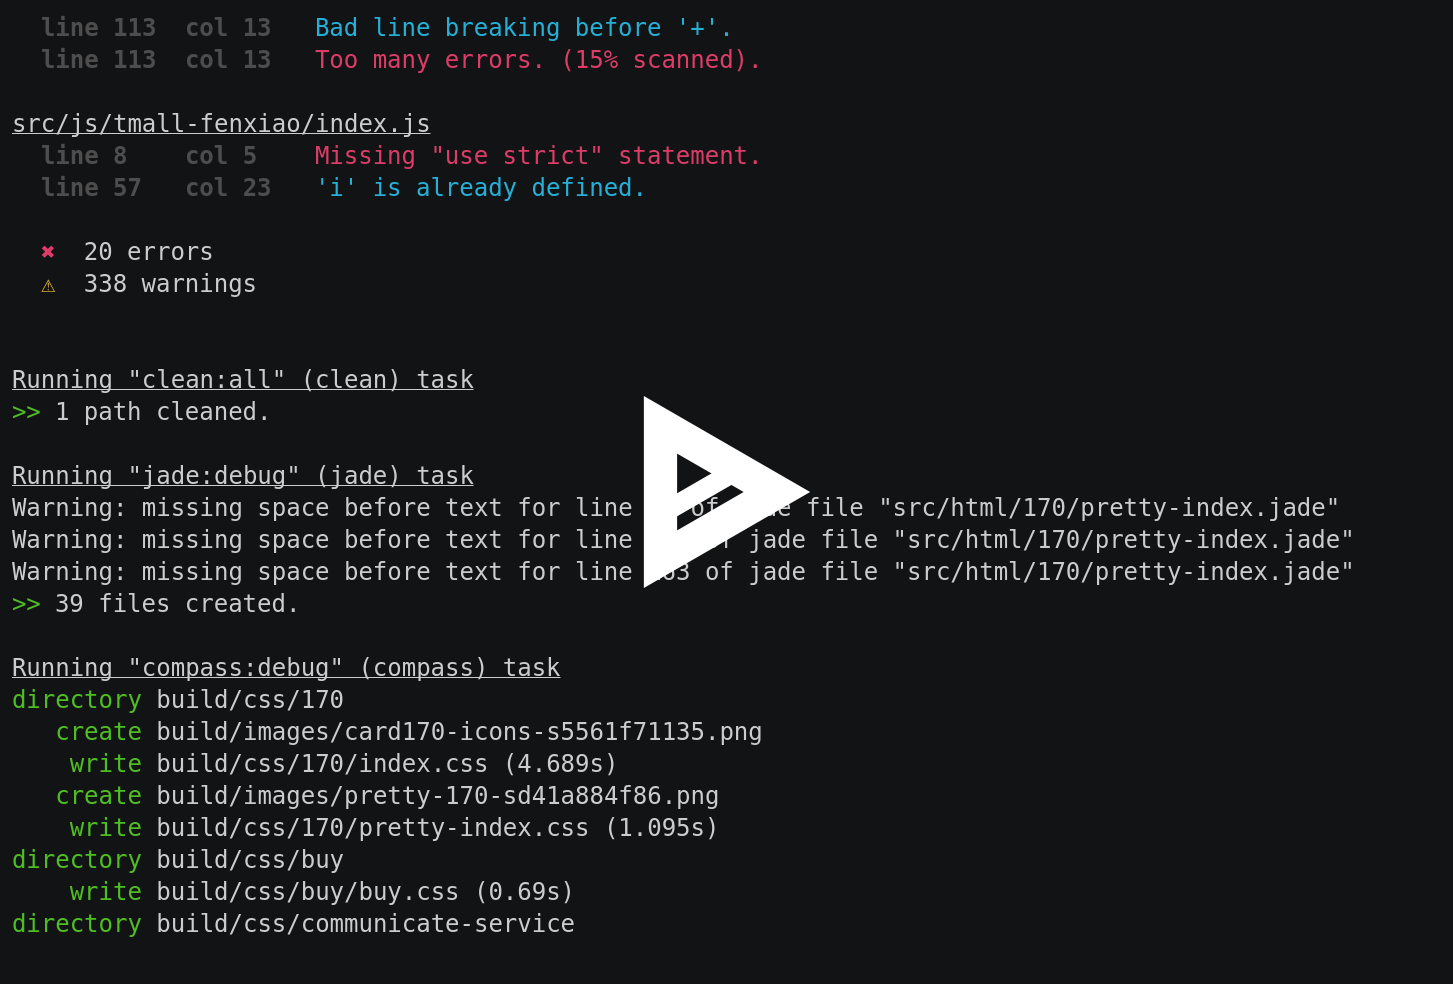 line 113 col 13 Bad line breaking before '+'.
line 113 col 13 Too many errors. (15% scanned).
src/js/tmall-fenxiao/index.js
line 8 col 5 Missing "use strict" statement.
line 57 col 23 'i' is already defined.
✖ 20 errors
⚠ 338 warnings
Running "clean:all" (clean) task
>> 1 path cleaned.
Running "jade:debug" (jade) task
Warning: missing space before text for line of jade file "src/html/170/pretty-index.jade"
Warning: missing space before text for line of jade file "src/html/170/pretty-index.jade"
Warning: missing space before text for line of jade file "src/html/170/pretty-index.jade"
>> 39 files created.
Running "compass:debug" (compass) task
directory build/css/170
create build/images/card170-icons-s5561f71135.png
write build/css/170/index.css (4.689s)
create build/images/pretty-170-sd41a884f86.png
write build/css/170/pretty-index.css (1.095s)
directory build/css/buy
write build/css/buy/buy.css (0.69s)
directory build/css/communicate-service